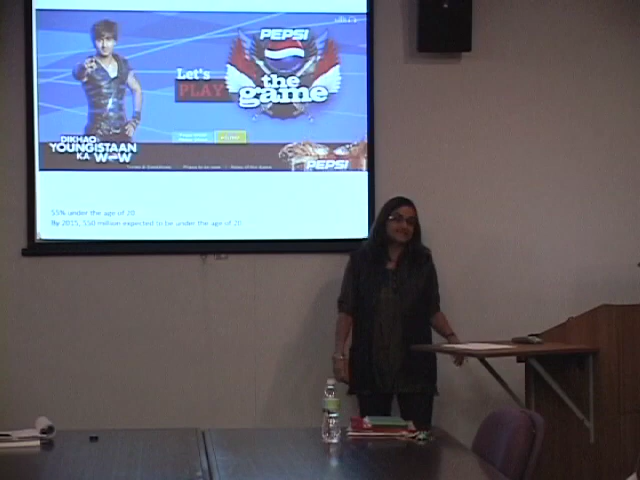 PEPSI
Let's
PLAY
the
game
DIKHAO
YOUNGISTAAN
KA WOW
PEPSI
55% under the age of 20.
By 2015, 550 million expected to be under the age of 20.